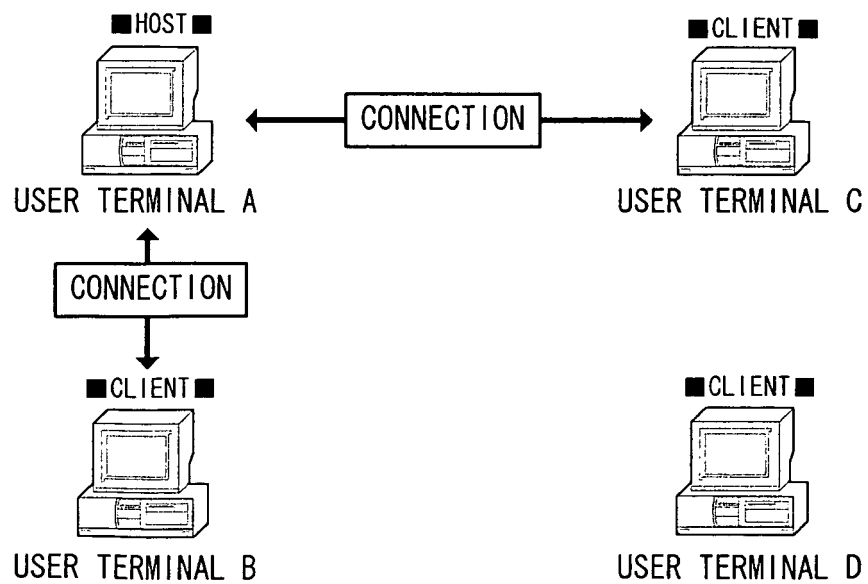 ■HOST■
■CLIENT■
CONNECTION
USER TERMINAL A
USER TERMINAL C
CONNECTION
■CLIENT■
■CLIENT■
USER TERMINAL B
USER TERMINAL D